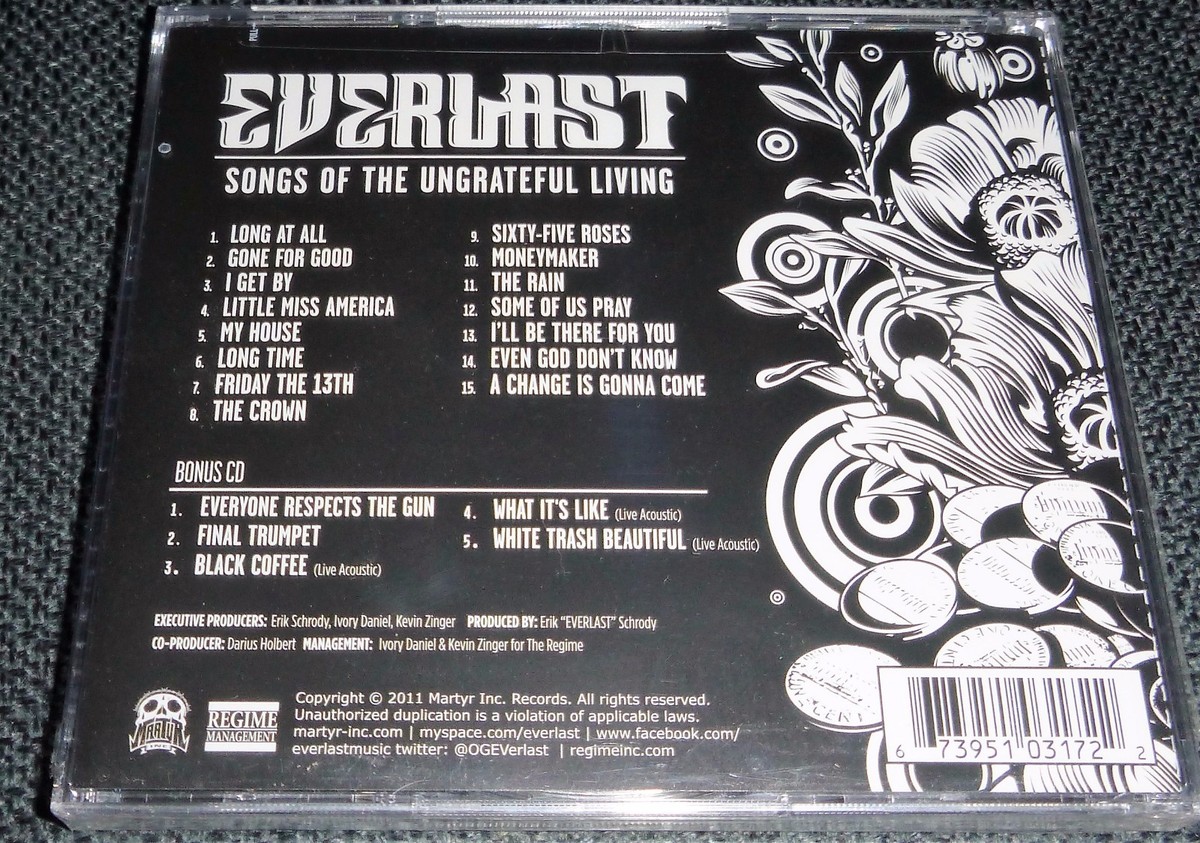 EVERLAST
SONGS OF THE UNGRATEFUL LIVING
1. LONG AT ALL
2. GONE FOR GOOD
3. I GET BY
4. LITTLE MISS AMERICA
5. MY HOUSE
6. LONG TIME
7. FRIDAY THE 13TH
8. THE CROWN
9. SIXTY-FIVE ROSES
10. MONEYMAKER
11. THE RAIN
12. SOME OF US PRAY
13. I'LL BE THERE FOR YOU
14. EVEN GOD DON'T KNOW
15. A CHANGE IS GONNA COME
BONUS CD
1. EVERYONE RESPECTS THE GUN
2. FINAL TRUMPET
3. BLACK COFFEE (Live Acoustic)
4. WHAT IT'S LIKE (Live Acoustic)
5. WHITE TRASH BEAUTIFUL (Live Acoustic)
EXECUTIVE PRODUCERS: Erik Schrody, Ivory Daniel, Kevin Zinger PRODUCED BY: Erik "EVERLAST" Schrody
CO-PRODUCER: Darius Holbert MANAGEMENT: Ivory Daniel & Kevin Zinger for The Regime
MARTYR
INC
REGIME
MANAGEMENT
Copyright © 2011 Martyr Inc. Records. All rights reserved.
Unauthorized duplication is a violation of applicable laws.
martyr-inc.com | myspace.com/everlast | www.facebook.com/
everlastmusic twitter: @OGEVerlast | regimeinc.com
6 73951 03172 2